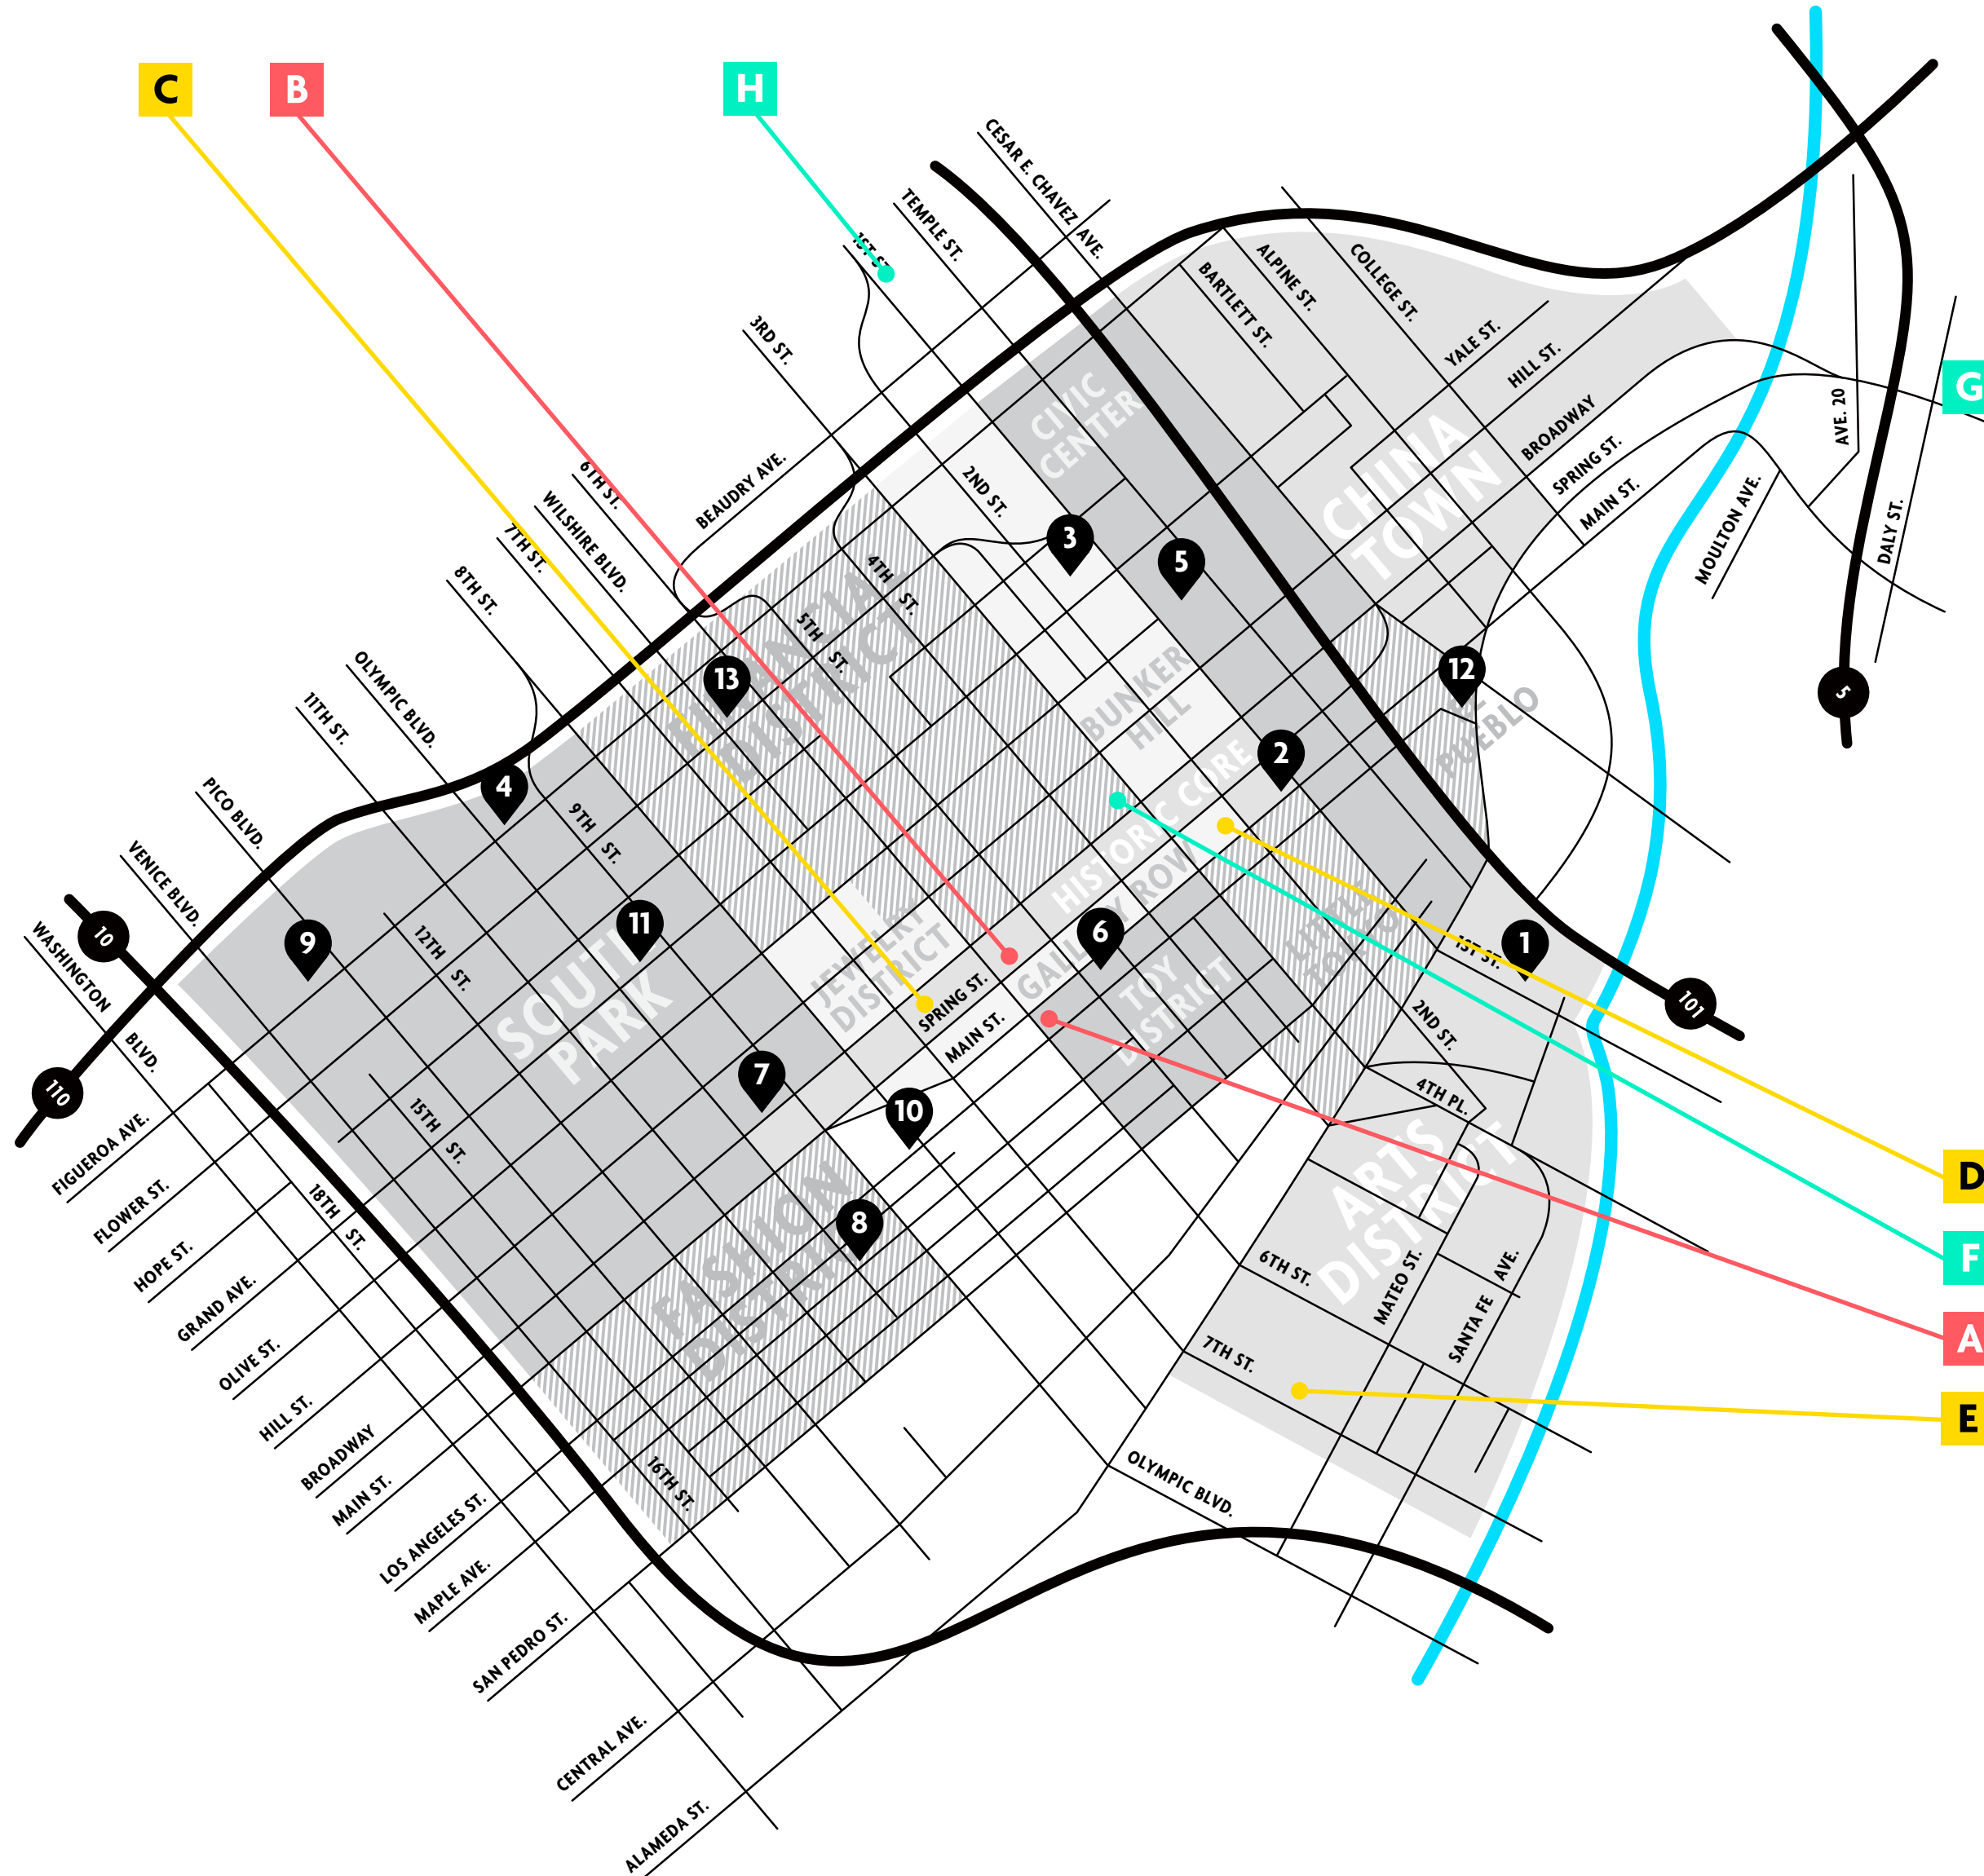 C
B
H
CESAR E. CHAVEZ AVE.
TEMPLE ST.
1ST ST.
3RD ST.
COLLEGE ST.
ALPINE ST.
BARTLETT ST.
YALE ST.
HILL ST.
BROADWAY
SPRING ST.
MAIN ST.
AVE. 20
G
MOULTON AVE.
DALY ST.
5
CIVIC
CENTER
CHINA
TOWN
BEAUDRY AVE.
2ND ST.
6TH ST.
WILSHIRE BLVD.
7TH ST.
8TH ST.
4TH ST.
5TH ST.
3
5
12
13
FINANCIAL
DISTRICT
BUNKER
HILL
EL
PUEBLO
OLYMPIC BLVD.
11TH ST.
PICO BLVD.
VENICE BLVD.
WASHINGTON BLVD.
4
2
9TH ST.
HISTORIC CORE
GALLERY ROW
LITTLE
TOKYO
10
9
11
6
1
101
12TH ST.
SOUTH
PARK
JEWELRY
DISTRICT
SPRING ST.
MAIN ST.
TOY
DISTRICT
1ST ST.
2ND ST.
110
7
10
15TH ST.
4TH PL.
ARTS
DISTRICT
D
F
A
E
FIGUEROA AVE.
FLOWER ST.
HOPE ST.
GRAND AVE.
OLIVE ST.
HILL ST.
BROADWAY
MAIN ST.
LOS ANGELES ST.
MAPLE AVE.
SAN PEDRO ST.
CENTRAL AVE.
ALAMEDA ST.
18TH ST.
8
FASHION
DISTRICT
16TH ST.
6TH ST.
7TH ST.
MATEO ST.
SANTA FE AVE.
OLYMPIC BLVD.